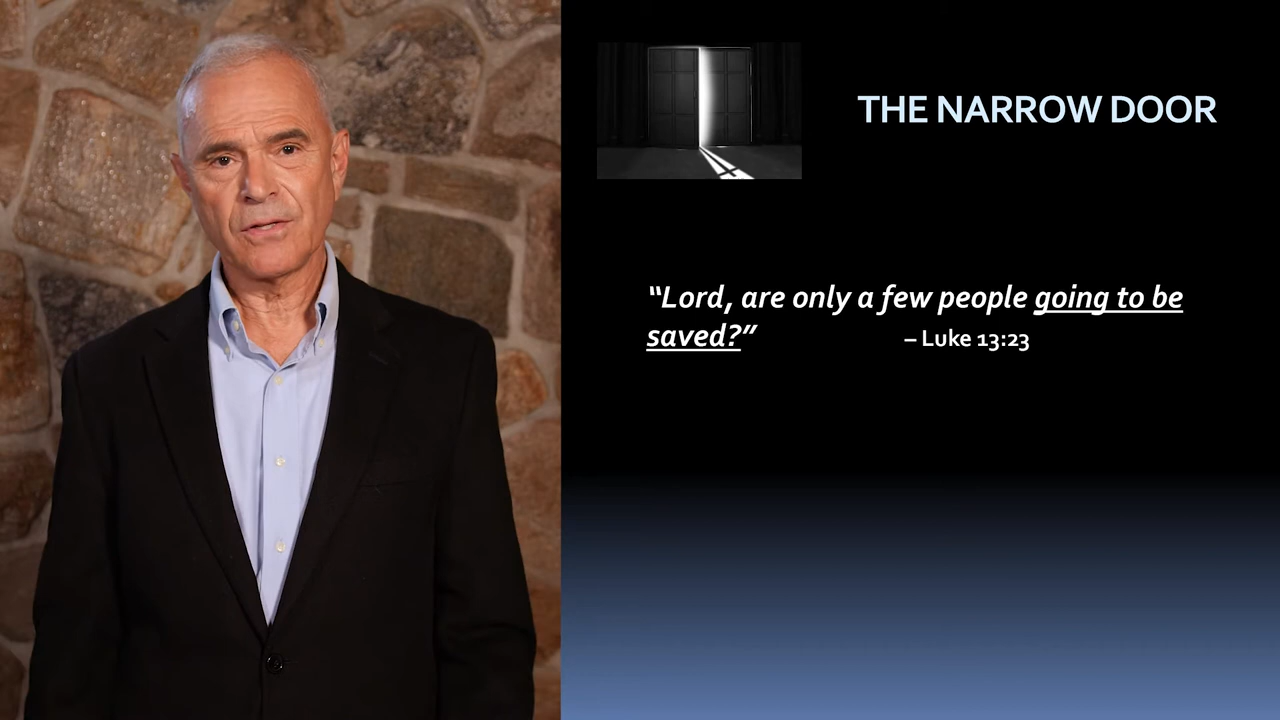 THE NARROW DOOR
“Lord, are only a few people going to be
saved?” – Luke 13:23